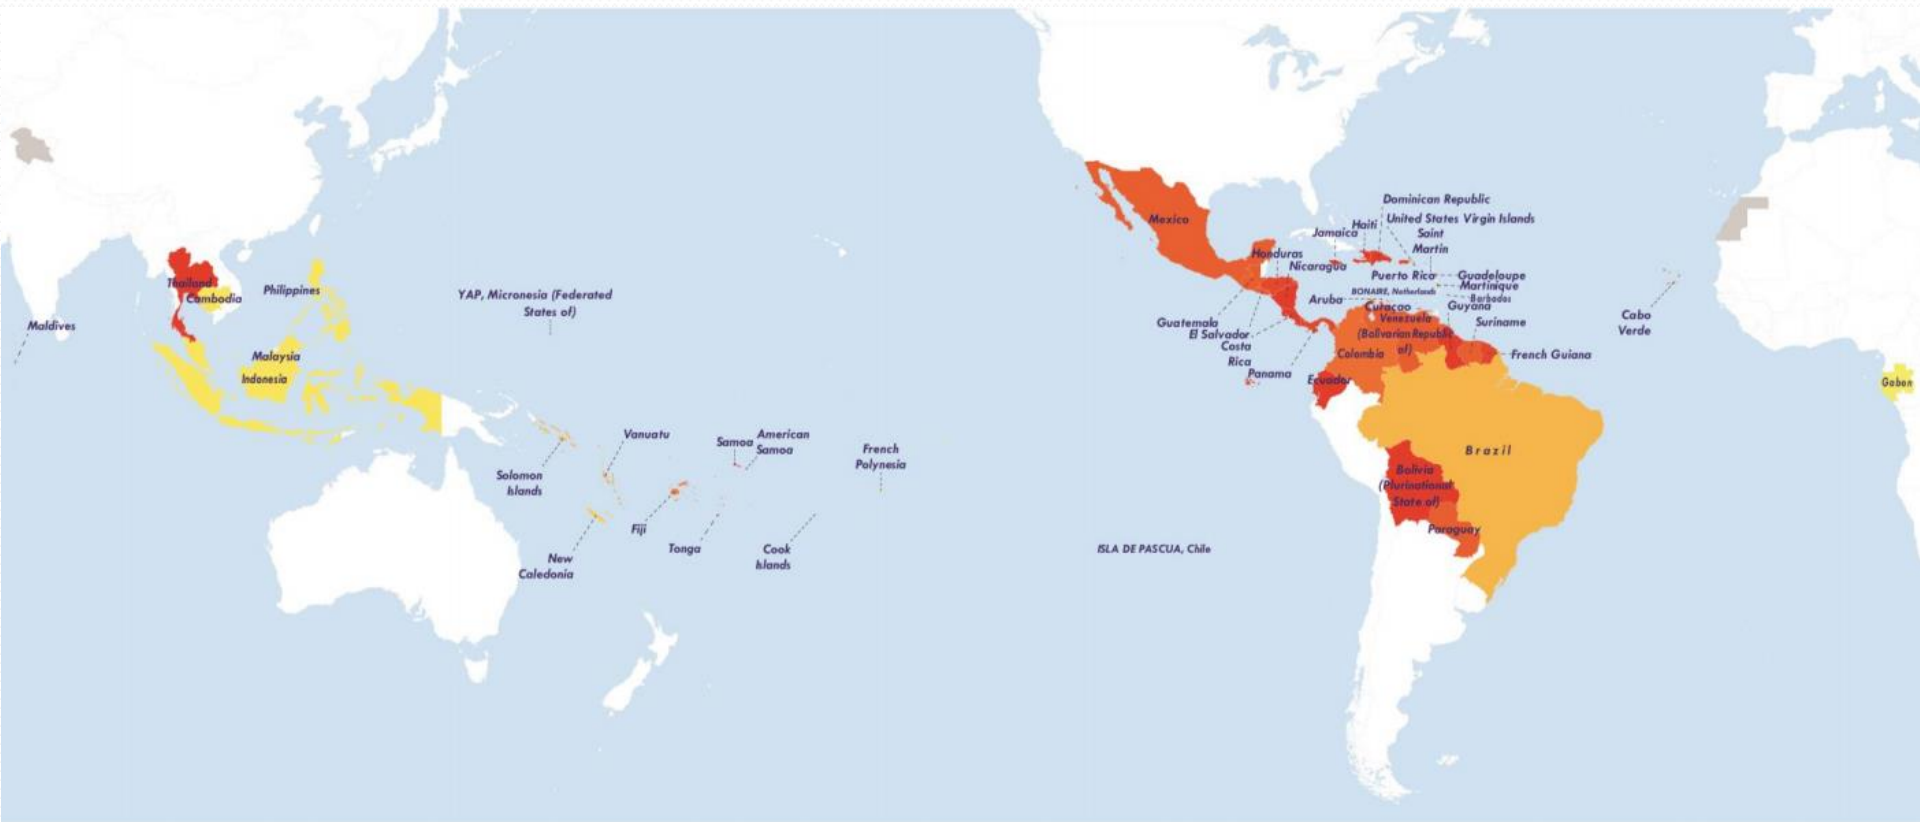 Dominican Republic
United States Virgin Islands
Haiti
Jamaica
Saint
Martin
Mexico
Honduras
Nicaragua
Puerto Rico
Guadeloupe
Martinique
BONAIRE, Netherlands
Barbados
Aruba
Curacao
Guyana
Guatemala
El Salvador
Costa
Rica
Panama
Venezuela
(Bolivarian Republic
of)
Suriname
Colombia
French Guiana
Ecuador
Brazil
Bolivia
(Plurinational
State of)
Paraguay
Cabo
Verde
Gabon
Thailand
Cambodia
Philippines
YAP, Micronesia (Federated
States of)
Maldives
Malaysia
Indonesia
Vanuatu
Samoa
American
Samoa
French
Polynesia
Solomon
Islands
Fiji
Tonga
Cook
Islands
New
Caledonia
ISLA DE PASCUA, Chile